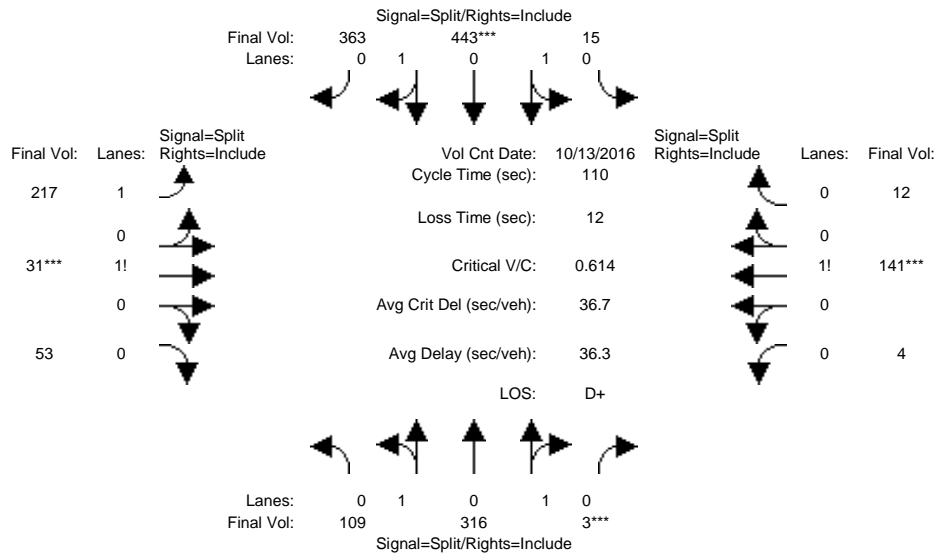 Signal=Split/Rights=Include
Final Vol: 363 443*** 15
Lanes: 0 1 0 1 0
Signal=Split
Final Vol: Lanes: Rights=Include
Vol Cnt Date: 10/13/2016
Signal=Split
Rights=Include Lanes: Final Vol:
Cycle Time (sec): 110
217 1
0 12
Loss Time (sec): 12
0
0
31*** 1!
Critical V/C: 0.614
1! 141***
0
Avg Crit Del (sec/veh): 36.7
0
53 0
Avg Delay (sec/veh): 36.3
0 4
LOS: D+
Lanes: 0 1 0 1 0
Final Vol: 109 316 3***
Signal=Split/Rights=Include